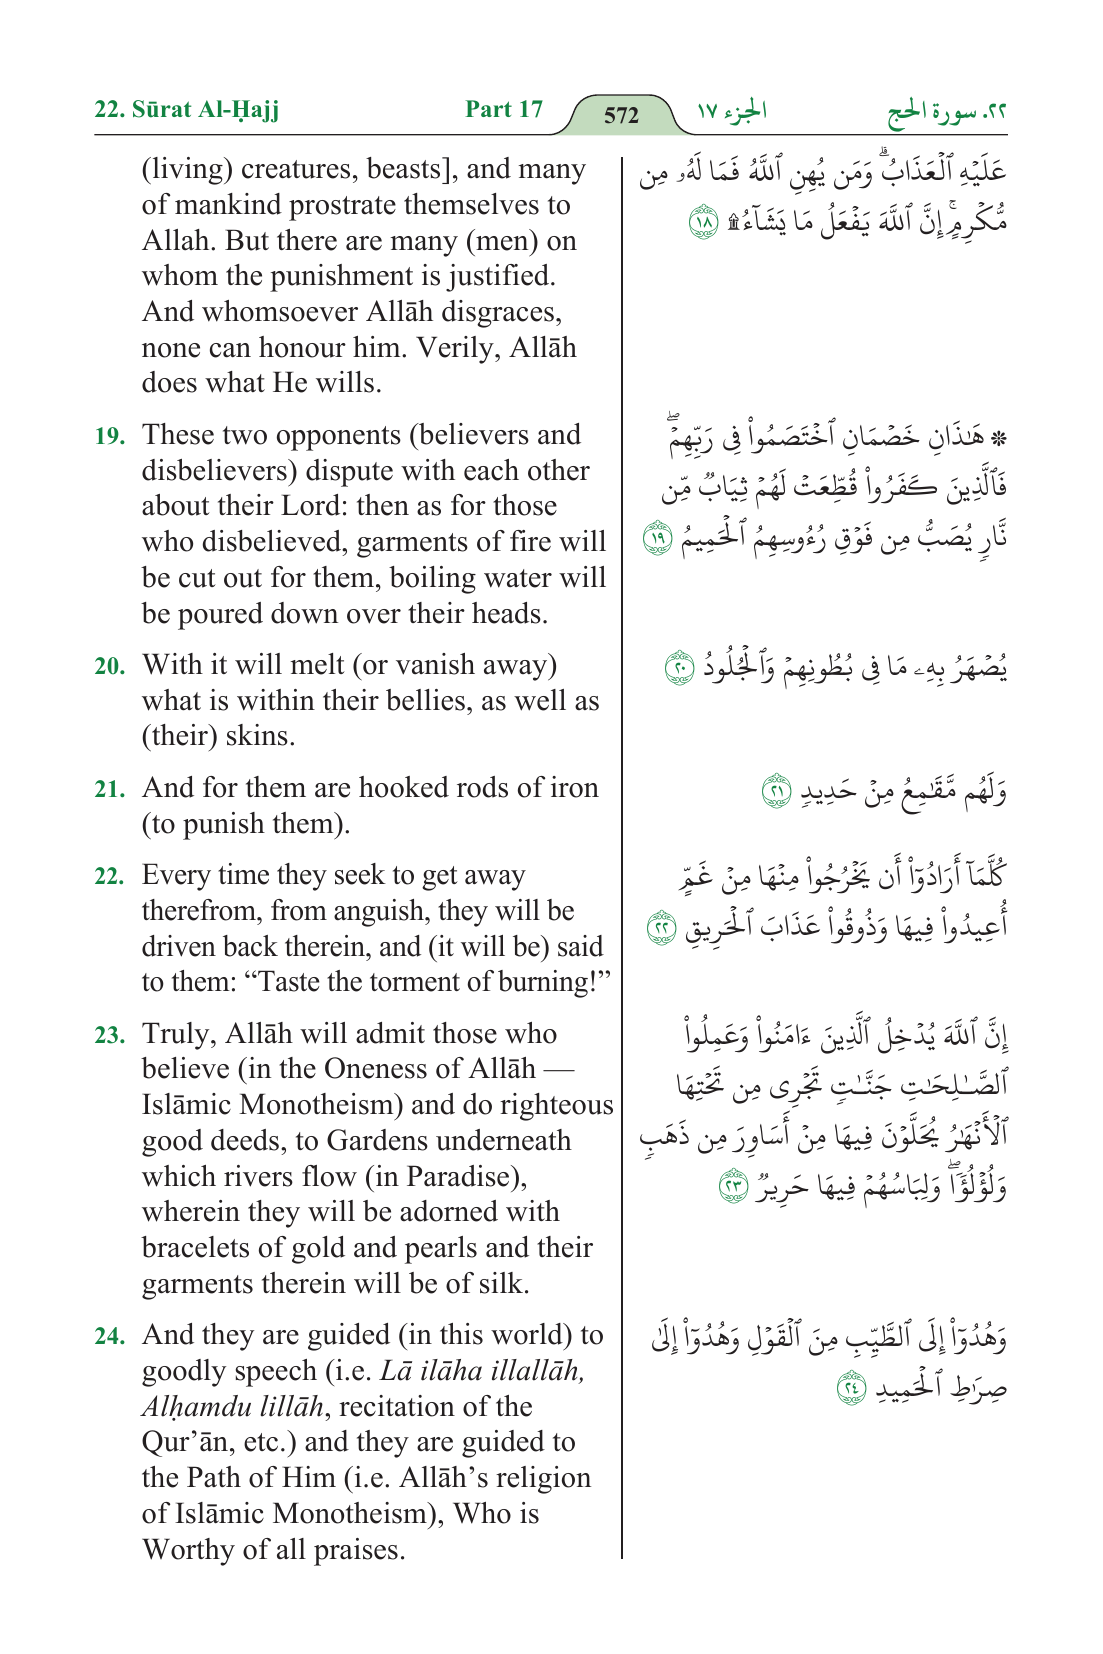 22. Sūrat Al-Ḥajj Part 17 572 الجزء ١٧ ٢٢. سورة الحج
(living) creatures, beasts], and many
of mankind prostrate themselves to
Allah. But there are many (men) on
whom the punishment is justified.
And whomsoever Allāh disgraces,
none can honour him. Verily, Allāh
does what He wills.
19. These two opponents (believers and
disbelievers) dispute with each other
about their Lord: then as for those
who disbelieved, garments of fire will
be cut out for them, boiling water will
be poured down over their heads.
20. With it will melt (or vanish away)
what is within their bellies, as well as
(their) skins.
21. And for them are hooked rods of iron
(to punish them).
22. Every time they seek to get away
therefrom, from anguish, they will be
driven back therein, and (it will be) said
to them: “Taste the torment of burning!”
23. Truly, Allāh will admit those who
believe (in the Oneness of Allāh —
Islāmic Monotheism) and do righteous
good deeds, to Gardens underneath
which rivers flow (in Paradise),
wherein they will be adorned with
bracelets of gold and pearls and their
garments therein will be of silk.
24. And they are guided (in this world) to
goodly speech (i.e. Lā ilāha illallāh,
Alḥamdu lillāh, recitation of the
Qur’ān, etc.) and they are guided to
the Path of Him (i.e. Allāh’s religion
of Islāmic Monotheism), Who is
Worthy of all praises.
عَلَيْهِ ٱلْعَذَابُ ۗ وَمَن يُهِنِ ٱللَّهُ فَمَا لَهُۥ مِن
مُّكْرِمٍ ۚ إِنَّ ٱللَّهَ يَفْعَلُ مَا يَشَآءُ ۩ ١٨
۞ هَـٰذَانِ خَصْمَانِ ٱخْتَصَمُوا۟ فِى رَبِّهِمْ ۖ
فَٱلَّذِينَ كَفَرُوا۟ قُطِّعَتْ لَهُمْ ثِيَابٌ مِّن
نَّارٍ يُصَبُّ مِن فَوْقِ رُءُوسِهِمُ ٱلْحَمِيمُ ١٩
يُصْهَرُ بِهِۦ مَا فِى بُطُونِهِمْ وَٱلْجُلُودُ ٢٠
وَلَهُم مَّقَـٰمِعُ مِنْ حَدِيدٍ ٢١
كُلَّمَآ أَرَادُوٓا۟ أَن يَخْرُجُوا۟ مِنْهَا مِنْ غَمٍّ
أُعِيدُوا۟ فِيهَا وَذُوقُوا۟ عَذَابَ ٱلْحَرِيقِ ٢٢
إِنَّ ٱللَّهَ يُدْخِلُ ٱلَّذِينَ ءَامَنُوا۟ وَعَمِلُوا۟
ٱلصَّـٰلِحَـٰتِ جَنَّـٰتٍ تَجْرِى مِن تَحْتِهَا
ٱلْأَنْهَـٰرُ يُحَلَّوْنَ فِيهَا مِنْ أَسَاوِرَ مِن ذَهَبٍ
وَلُؤْلُؤًا ۖ وَلِبَاسُهُمْ فِيهَا حَرِيرٌ ٢٣
وَهُدُوٓا۟ إِلَى ٱلطَّيِّبِ مِنَ ٱلْقَوْلِ وَهُدُوٓا۟ إِلَىٰ
صِرَٰطِ ٱلْحَمِيدِ ٢٤